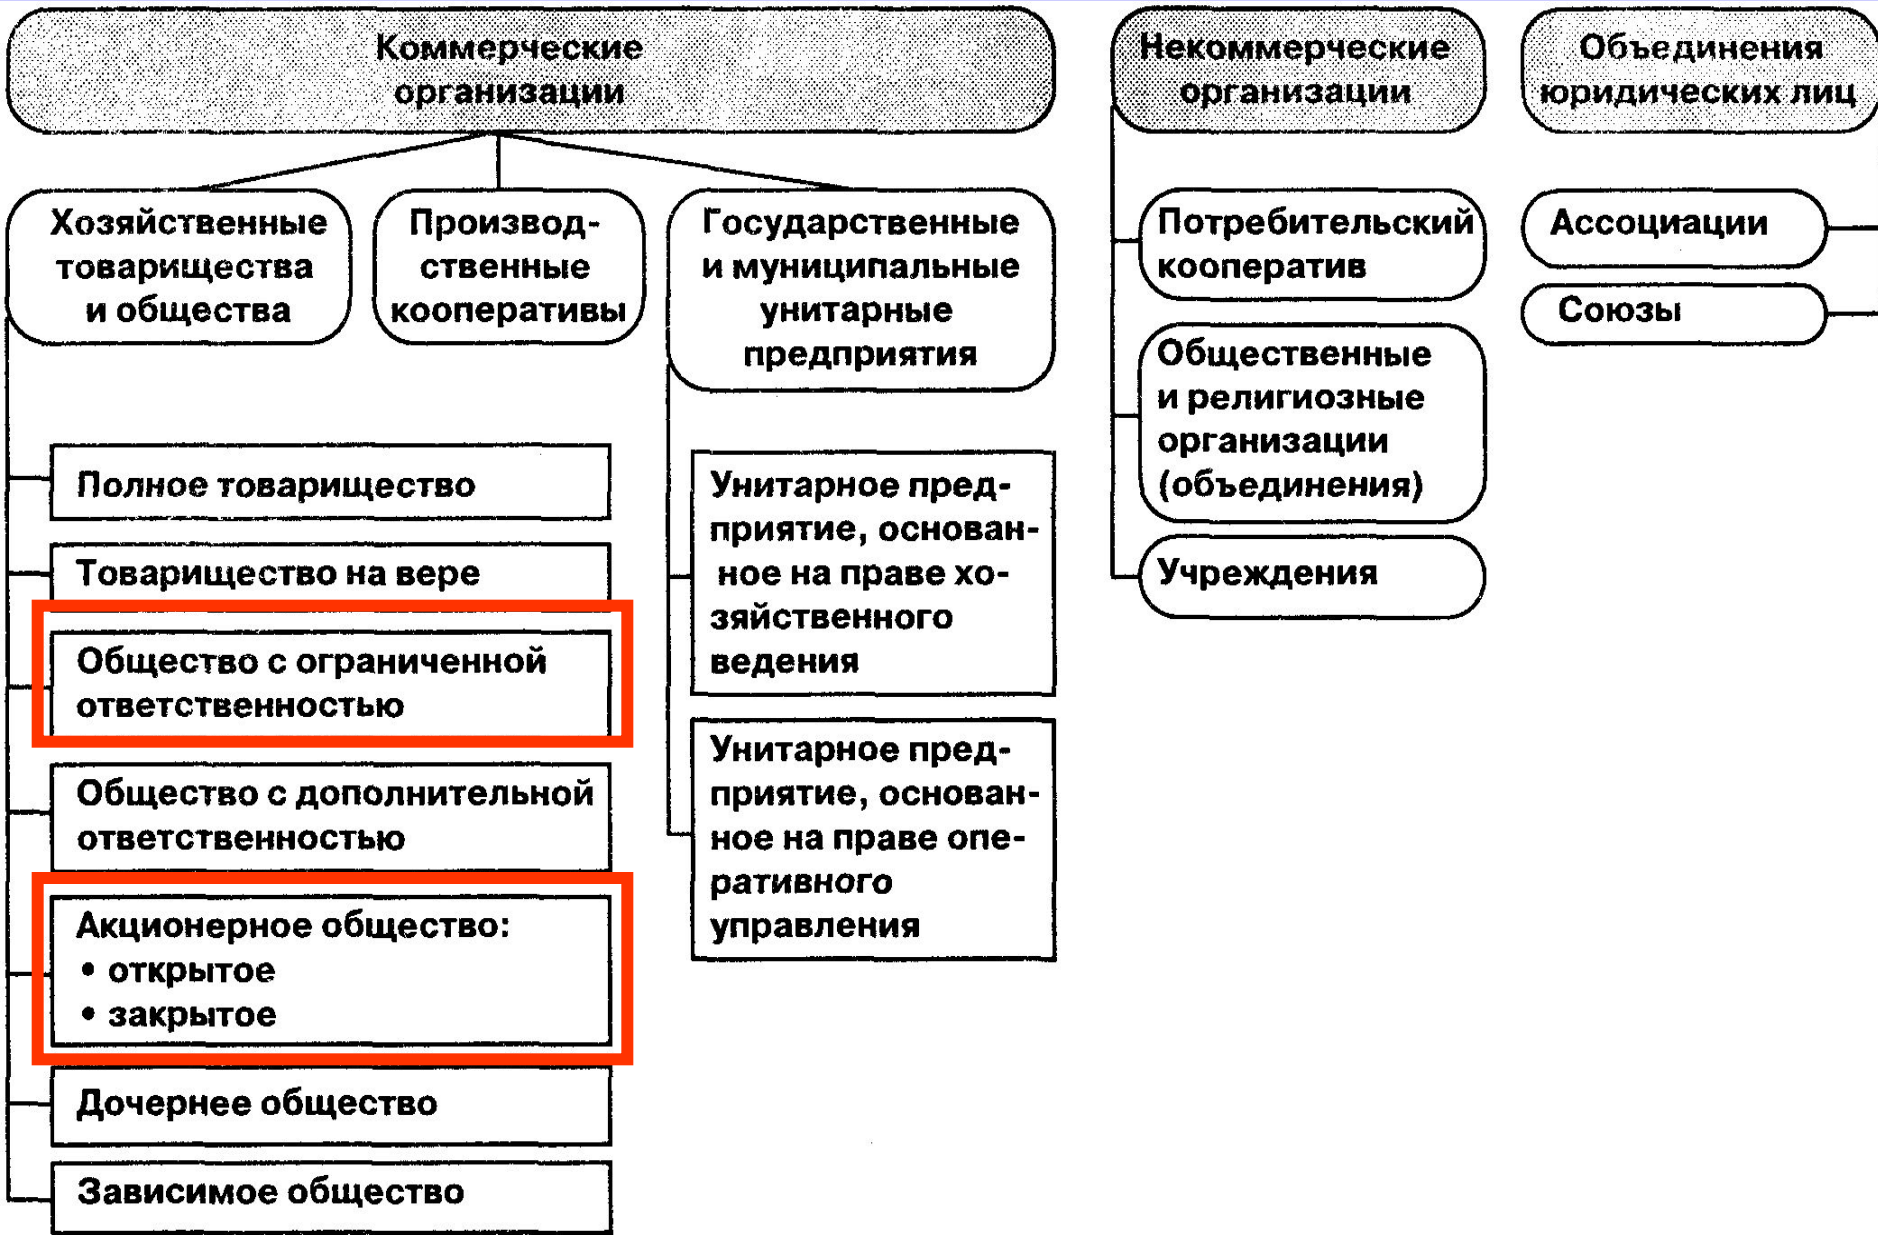 Коммерческие
организации
Хозяйственные
товарищества
и общества
Производ-
ственные
кооперативы
Государственные
и муниципальные
унитарные
предприятия
Полное товарищество
Товарищество на вере
Общество с ограниченной
ответственностью
Общество с дополнительной
ответственностью
Акционерное общество:
• открытое
• закрытое
Дочернее общество
Зависимое общество
Унитарное пред-
приятие, основан-
ное на праве хо-
зяйственного
ведения
Унитарное пред-
приятие, основан-
ное на праве опе-
ративного
управления
Некоммерческие
организации
Потребительский
кооператив
Общественные
и религиозные
организации
(объединения)
Учреждения
Объединения
юридических лиц
Ассоциации
Союзы